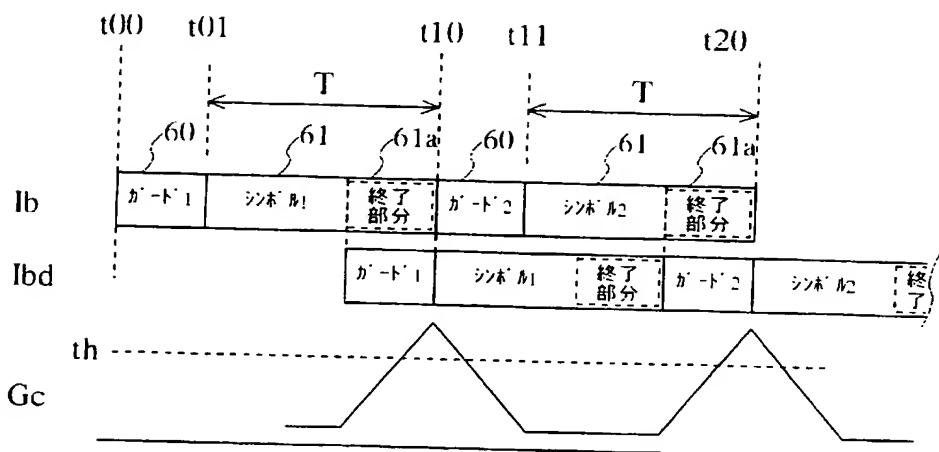 t00 t01 t10 t11 t20
T T
60 61 61a 60 61 61a
Ib ガード1 シンボル1 終了部分 ガード2 シンボル2 終了部分
Ibd ガード1 シンボル1 終了部分 ガード2 シンボル2 終了
th
Gc